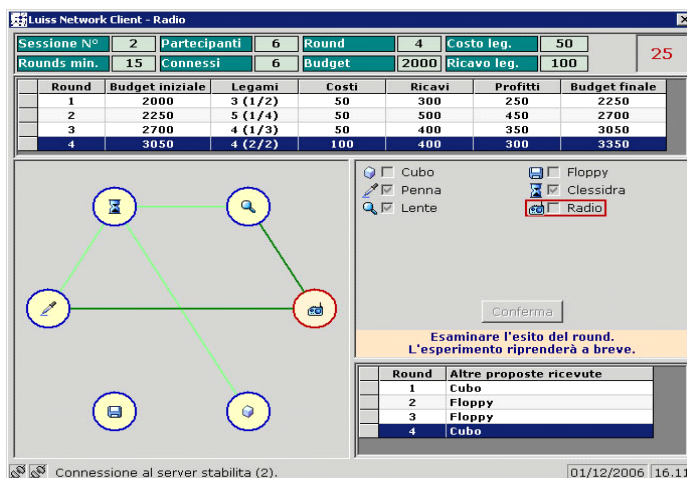 Luiss Network Client - Radio
Sessione N° 2 Partecipanti 6 Round 4 Costo leg. 50
25
Rounds min. 15 Connessi 6 Budget 2000 Ricavo leg. 100
Round Budget iniziale Legami Costi Ricavi Profitti Budget finale
1 2000 3 (1/2) 50 300 250 2250
2 2250 5 (1/4) 50 500 450 2700
3 2700 4 (1/3) 50 400 350 3050
4 3050 4 (2/2) 100 400 300 3350
Cubo Floppy
Penna Clessidra
Lente Radio
Conferma
Esaminare l'esito del round.
L'esperimento riprenderà a breve.
Round Altre proposte ricevute
1 Cubo
2 Floppy
3 Floppy
4 Cubo
Connessione al server stabilita (2). 01/12/2006 16.11